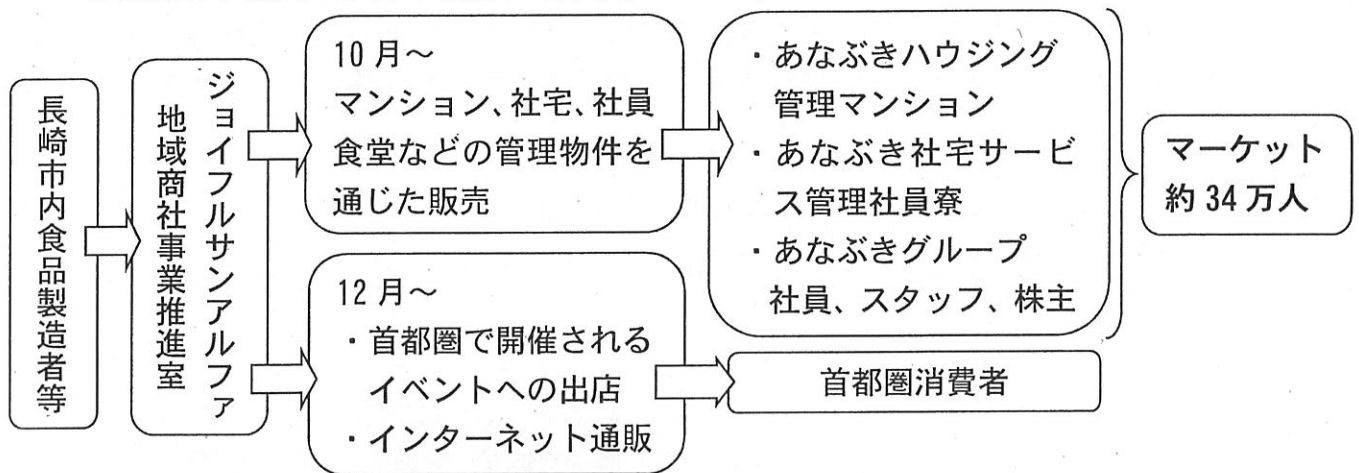 長崎市内食品製造者等
ジョイフルサンアルファ
地域商社事業推進室
10月～
マンション、社宅、社員
食堂などの管理物件を
通じた販売
・あなぶきハウジング
管理マンション
・あなぶき社宅サービ
ス管理社員寮
・あなぶきグループ
社員、スタッフ、株主
マーケット
約34万人
12月～
・首都圏で開催される
イベントへの出店
・インターネット通販
首都圏消費者